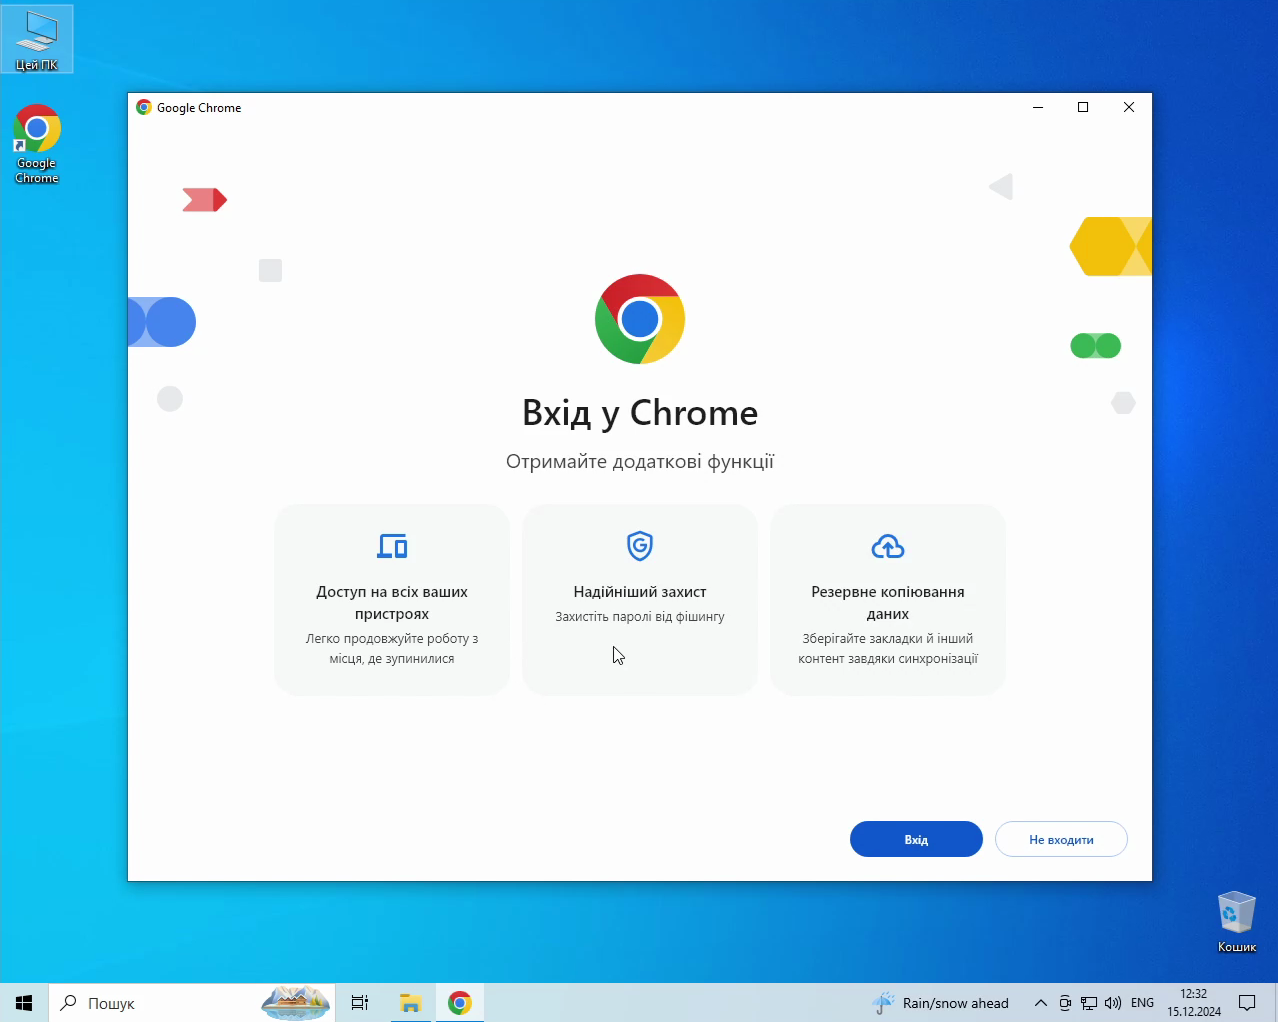 Цей ПК
Google
Chrome
Google Chrome
Вхід у Chrome
Отримайте додаткові функції
Доступ на всіх ваших
пристроях
Легко продовжуйте роботу з
місця, де зупинилися
Надійніший захист
Захистіть паролі від фішингу
Резервне копіювання
даних
Зберігайте закладки й інший
контент завдяки синхронізації
Вхід
Не входити
Кошик
Пошук
Rain/snow ahead
ENG
12:32
15.12.2024